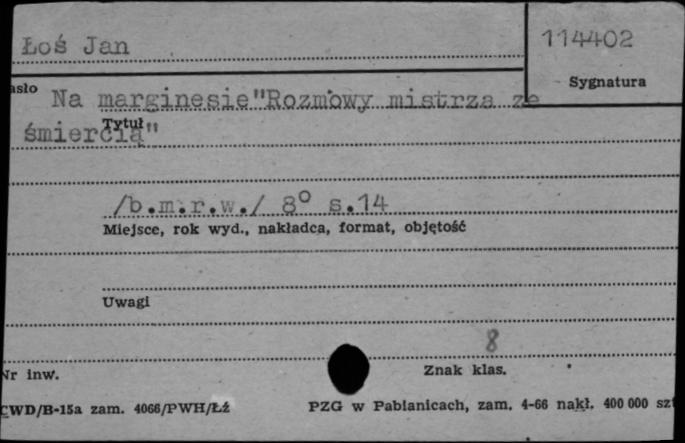 Łoś Jan
114402
Sygnatura
asło
Na marginesie "Rozmowy mistrza ze
Tytuł
śmiercią"
/b.m.r.w./ 8° s.14
Miejsce, rok wyd., nakładca, format, objętość
Uwagi
8
Nr inw.
Znak klas.
CWD/B-15a zam. 4066/PWH/Łź
PZG w Pabianicach, zam. 4-66 nakł. 400 000 szt